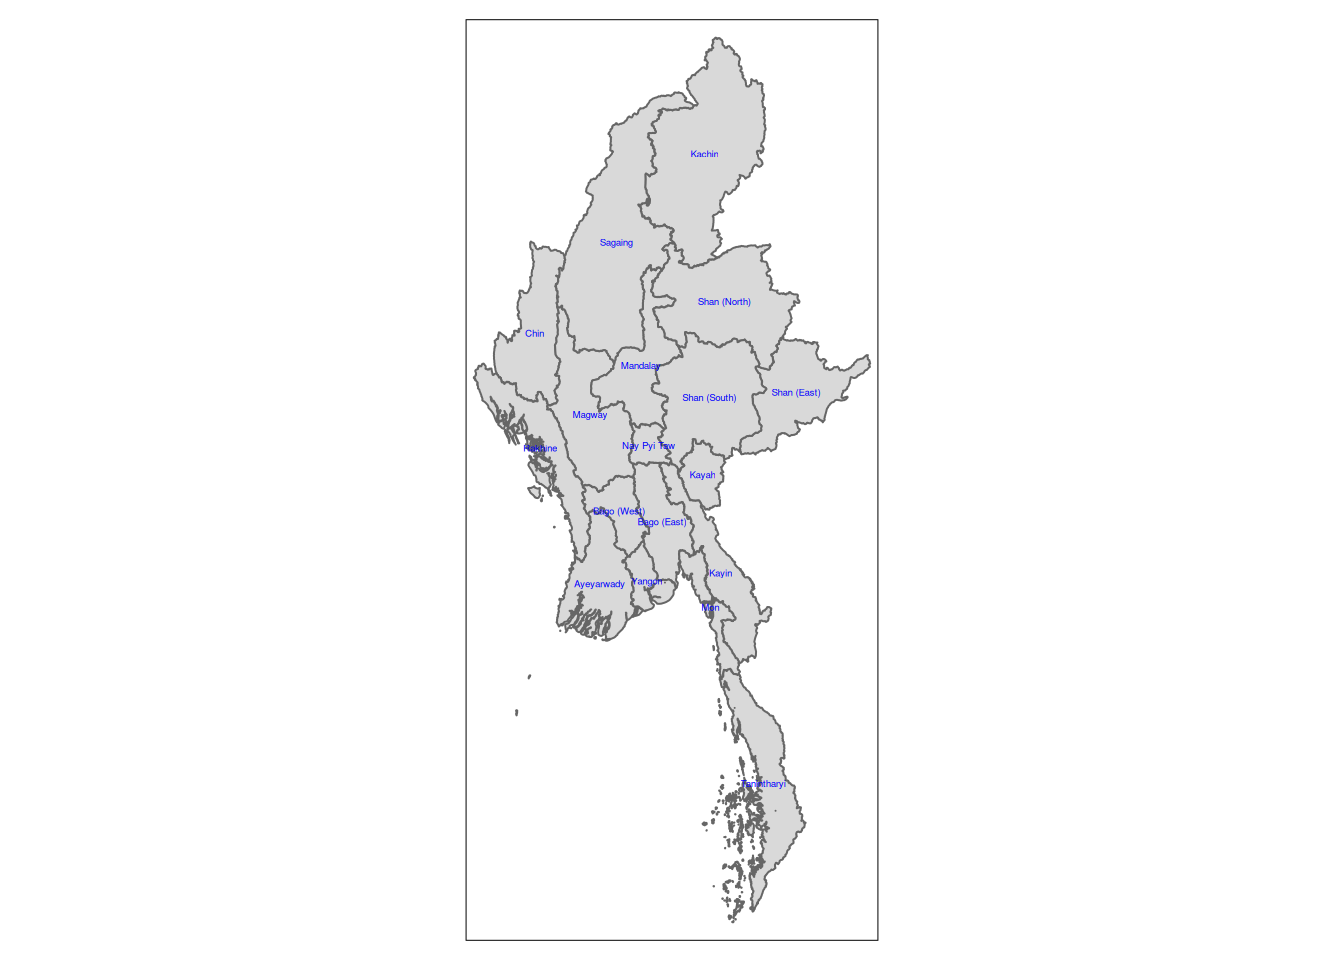 Kachin
Sagaing
Shan (North)
Chin
Mandalay
Shan (East)
Shan (South)
Magway
Nay Pyi Taw
Rakhine
Kayah
Bago (West)
Bago (East)
Kayin
Yangon
Ayeyarwady
Mon
Tanintharyi